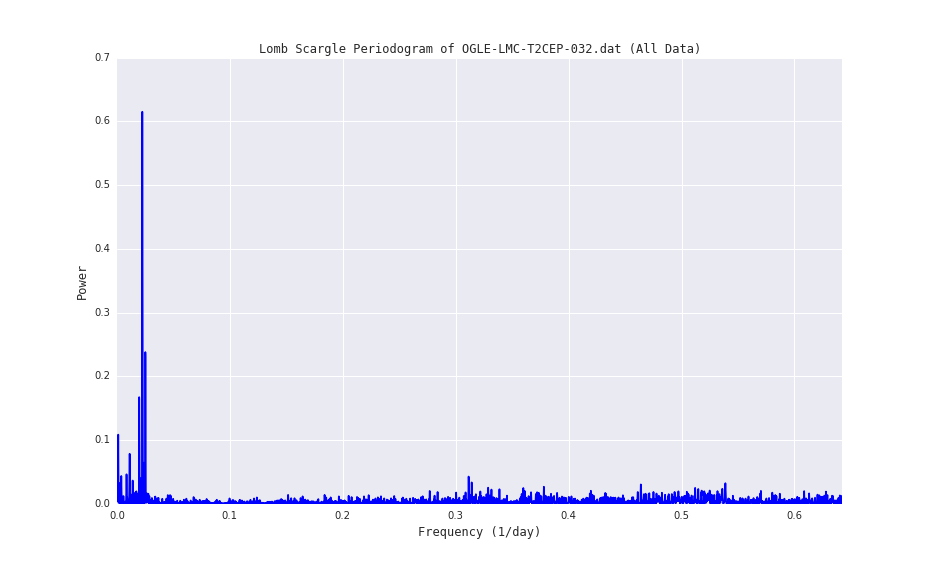 Lomb Scargle Periodogram of OGLE-LMC-T2CEP-032.dat (All Data)
0.7
0.6
0.5
0.4
0.3
0.2
0.1
0.0
Power
0.0 0.1 0.2 0.3 0.4 0.5 0.6
Frequency (1/day)